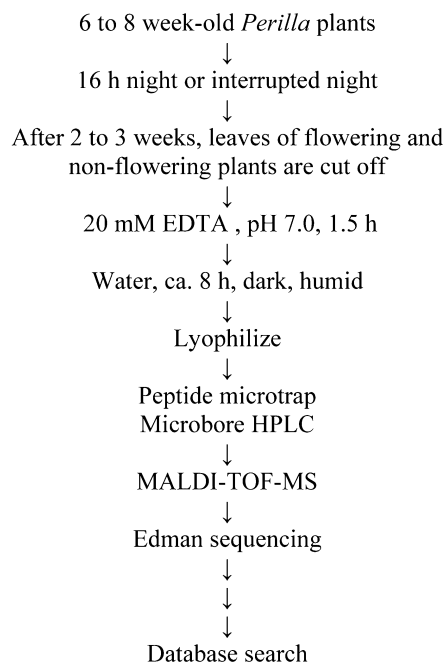 6 to 8 week-old Perilla plants
↓
16 h night or interrupted night
↓
After 2 to 3 weeks, leaves of flowering and
non-flowering plants are cut off
↓
20 mM EDTA , pH 7.0, 1.5 h
↓
Water, ca. 8 h, dark, humid
↓
Lyophilize
↓
Peptide microtrap
Microbore HPLC
↓
MALDI-TOF-MS
↓
Edman sequencing
↓
↓
↓
Database search